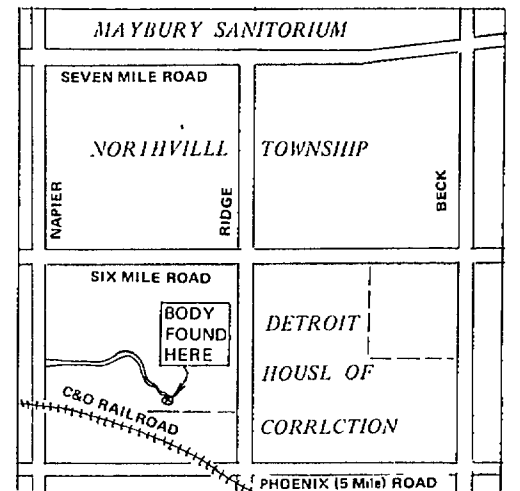 MAYBURY SANITORIUM
SEVEN MILE ROAD
NORTHVILLL TOWNSHIP
NAPIER
RIDGE
BECK
SIX MILE ROAD
BODY
FOUND
HERE
DETROIT
HOUSL OF
CORRLCTION
C&O RAILROAD
PHOENIX (5 Mile) ROAD